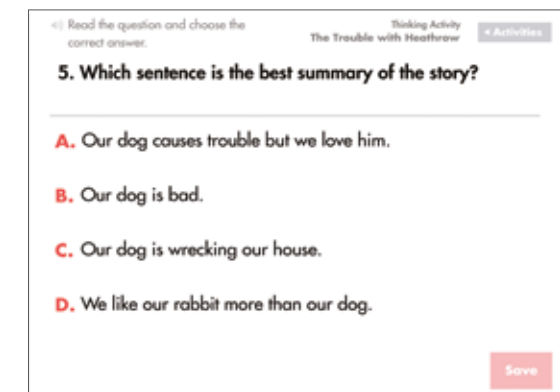 Read the question and choose the
correct answer.
Thinking Activity
The Trouble with Heathrow
Activities
5. Which sentence is the best summary of the story?
A. Our dog causes trouble but we love him.
B. Our dog is bad.
C. Our dog is wrecking our house.
D. We like our rabbit more than our dog.
Save